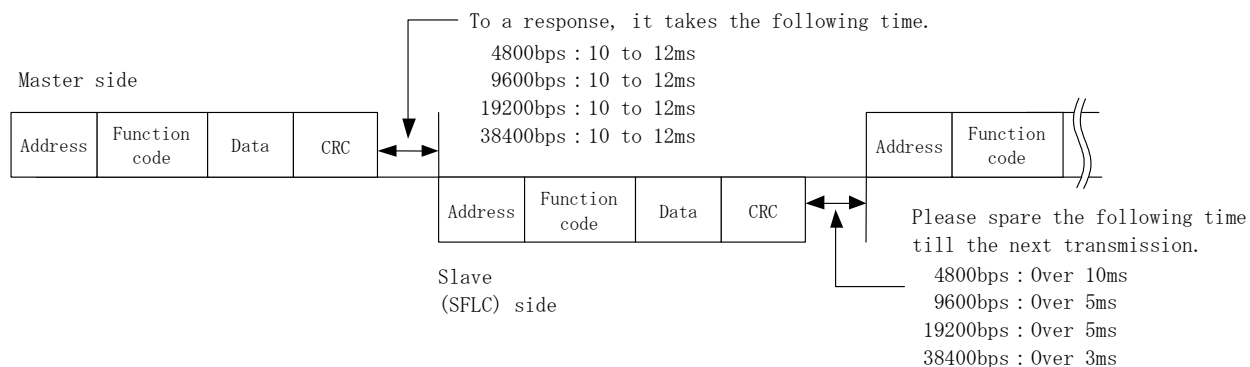 To a response, it takes the following time.
4800bps：10 to 12ms
9600bps：10 to 12ms
19200bps：10 to 12ms
38400bps：10 to 12ms
Master side
Address
Function
code
Data
CRC
Address
Function
code
Address
Function
code
Data
CRC
Slave
(SFLC) side
Please spare the following time
till the next transmission.
4800bps：Over 10ms
9600bps：Over 5ms
19200bps：Over 5ms
38400bps：Over 3ms